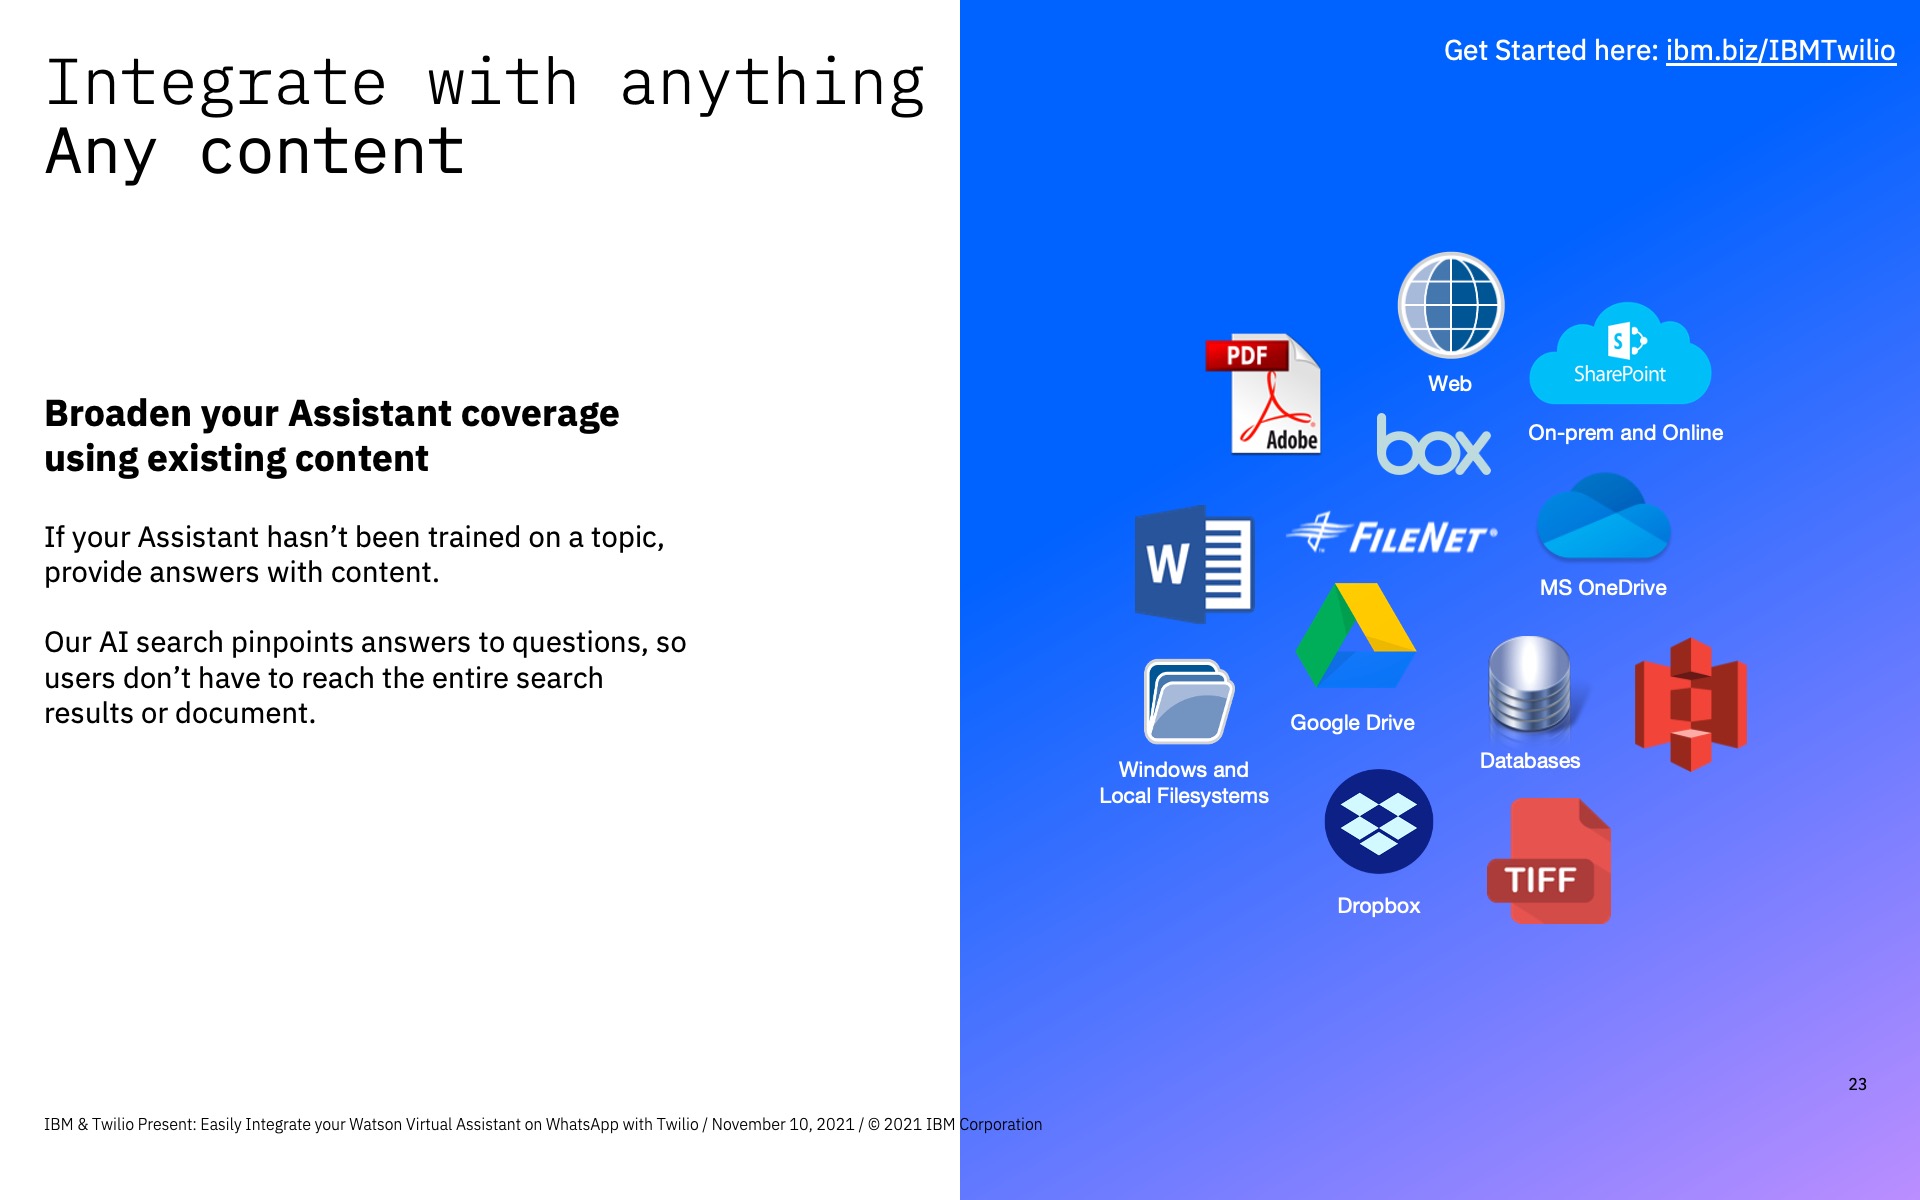 Integrate with anything
Any content
Get Started here: ibm.biz/IBMTwilio
Broaden your Assistant coverage
using existing content
If your Assistant hasn’t been trained on a topic,
provide answers with content.
Our AI search pinpoints answers to questions, so
users don’t have to reach the entire search
results or document.
Web
PDF
Adobe
S
SharePoint
On-prem and Online
box
W
FILENET®
MS OneDrive
Google Drive
Windows and
Local Filesystems
Databases
Dropbox
TIFF
23
IBM & Twilio Present: Easily Integrate your Watson Virtual Assistant on WhatsApp with Twilio / November 10, 2021 / © 2021 IBM Corporation